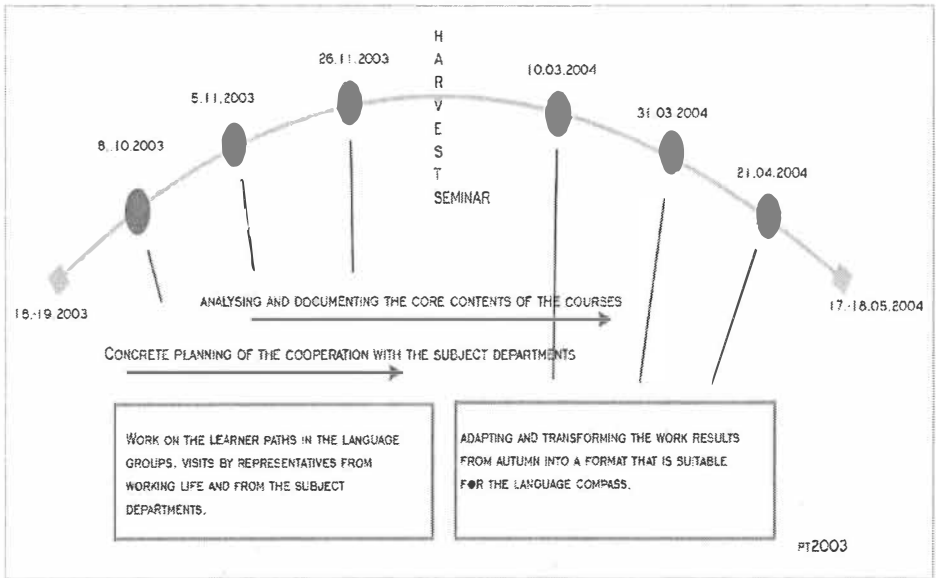 H
A
R
V
E
S
T
SEMINAR
26.11.2003
10.03.2004
5.11.2003
31.03.2004
8.10.2003
21.04.2004
17.-18.05.2004
ANALYSING AND DOCUMENTING THE CORE CONTENTS OF THE COURSES
CONCRETE PLANNING OF THE COOPERATION WITH THE SUBJECT DEPARTMENTS
WORK ON THE LEARNER PATHS IN THE LANGUAGE
GROUPS. VISITS BY REPRESENTATIVES FROM
WORKING LIFE AND FROM THE SUBJECT
DEPARTMENTS.
ADAPTING AND TRANSFORMING THE WORK RESULTS
FROM AUTUMN INTO A FORMAT THAT IS SUITABLE
FOR THE LANGUAGE COMPASS.
PT2003